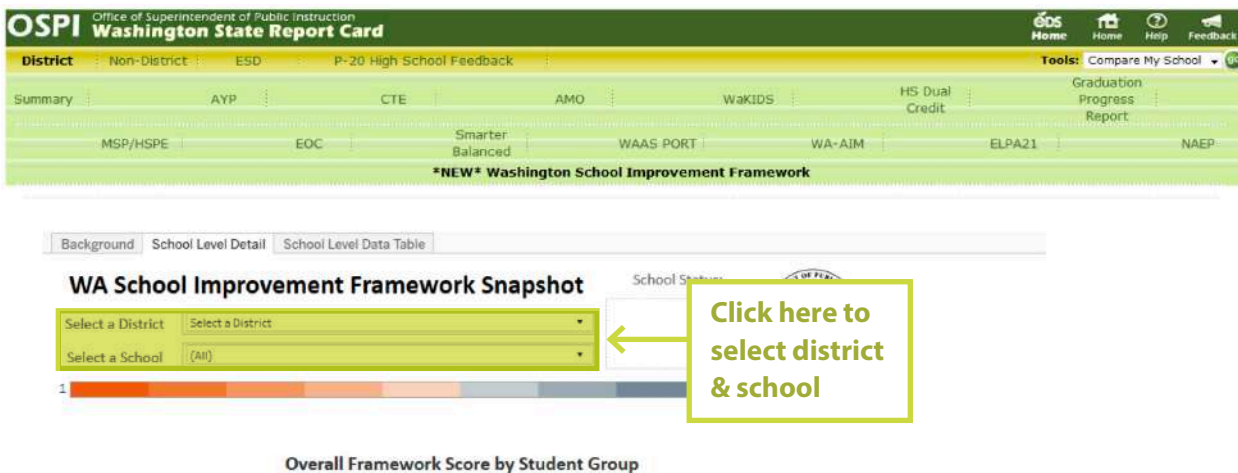 OSPI Office of Superintendent of Public Instruction
Washington State Report Card
eDS Home Home Help Feedback
District Non-District ESD P-20 High School Feedback Tools: Compare My School
Summary AYP CTE AMO WaKIDS HS Dual Credit Graduation Progress Report
MSP/HSPE EOC Smarter Balanced WAAS PORT WA-AIM ELPA21 NAEP
*NEW* Washington School Improvement Framework
Background School Level Detail School Level Data Table
WA School Improvement Framework Snapshot
School Status:
Select a District Select a District
Select a School (All)
Click here to
select district
& school
1
Overall Framework Score by Student Group